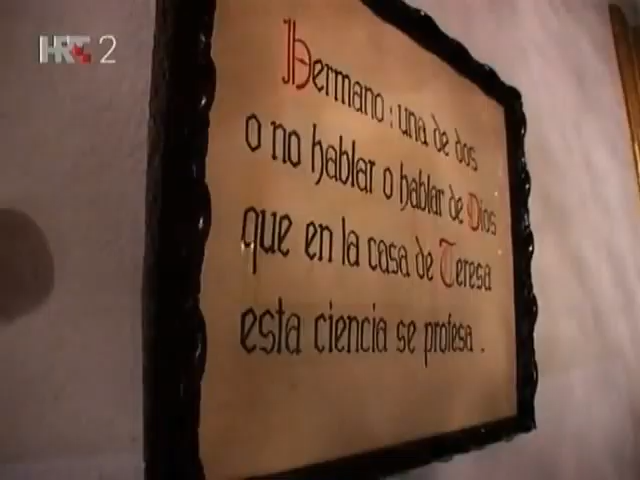 HRT 2
Hermano : una de dos
o no hablar o hablar de Dios
que en la casa de Teresa
esta ciencia se profesa .